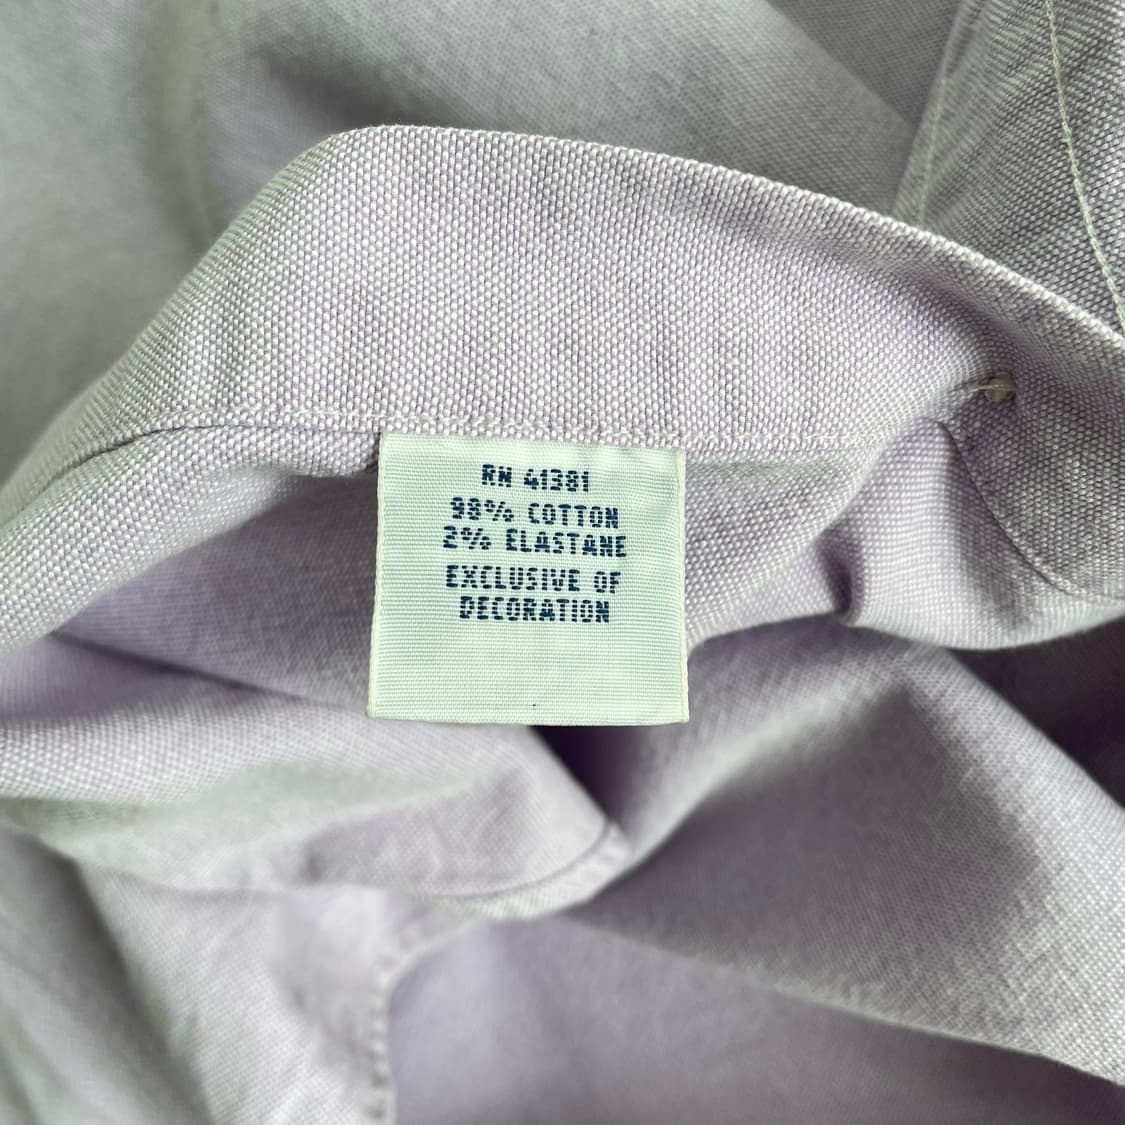 RN 41381
98% COTTON
2% ELASTANE
EXCLUSIVE OF
DECORATION